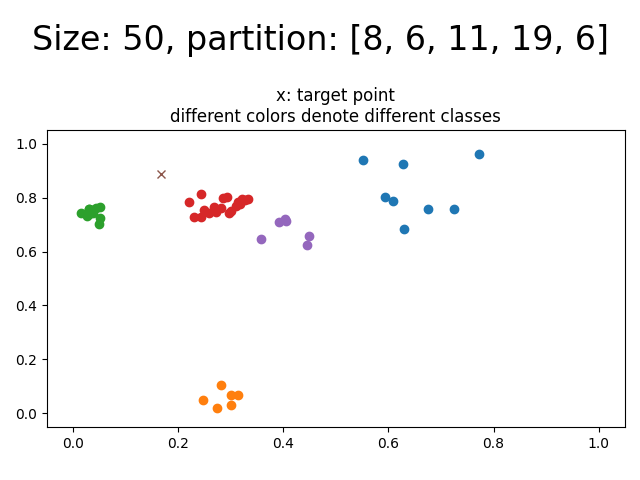 Size: 50, partition: [8, 6, 11, 19, 6]
x: target point
different colors denote different classes
1.0
0.8
0.6
0.4
0.2
0.0
0.0 0.2 0.4 0.6 0.8 1.0